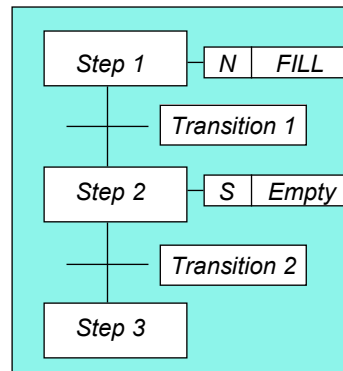 Step 1
N FILL
Transition 1
Step 2
S Empty
Transition 2
Step 3